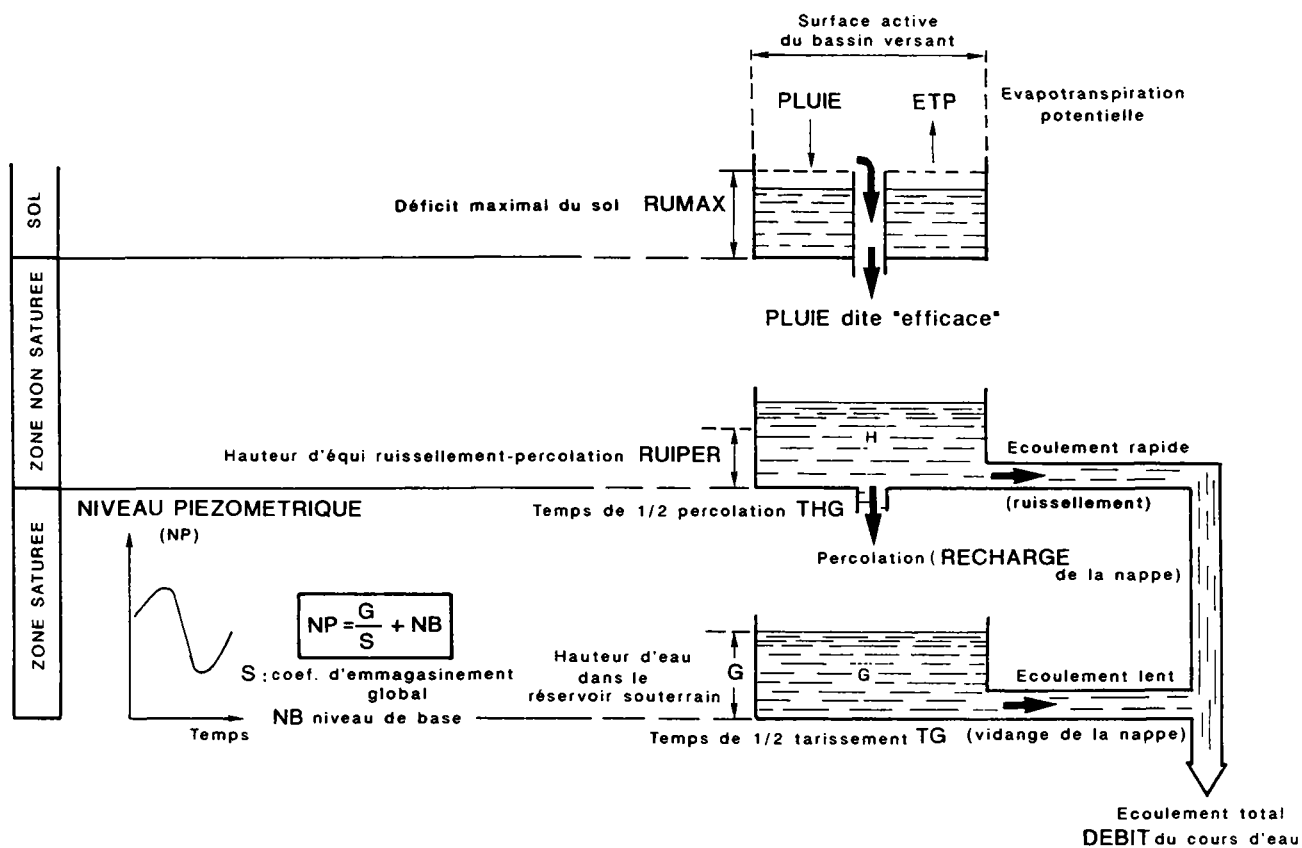 Surface active
du bassin versant
PLUIE
ETP
Evapotranspiration
potentielle
SOL
Déficit maximal du sol RUMAX
PLUIE dite "efficace"
ZONE NON SATUREE
H
Hauteur d'équi ruissellement-percolation RUIPER
Ecoulement rapide
(ruissellement)
Temps de 1/2 percolation THG
Percolation (RECHARGE
de la nappe)
ZONE SATUREE
NIVEAU PIEZOMETRIQUE
(NP)
NP = G/S + NB
S : coef. d'emmagasinement
global
NB niveau de base
Temps
Hauteur d'eau
dans le
réservoir souterrain
G
G
Ecoulement lent
Temps de 1/2 tarissement TG (vidange de la nappe)
Ecoulement total
DEBIT du cours d'eau